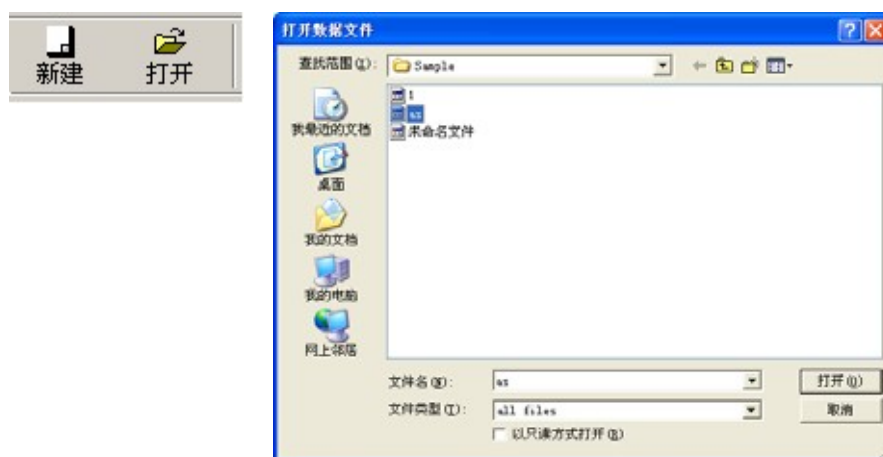 新建 打开
打开数据文件
查找范围(I): Sample
1
as
未命名文件
我最近的文档
桌面
我的文档
我的电脑
网上邻居
文件名(N): as 打开(O)
文件类型(T): all files 取消
以只读方式打开(R)